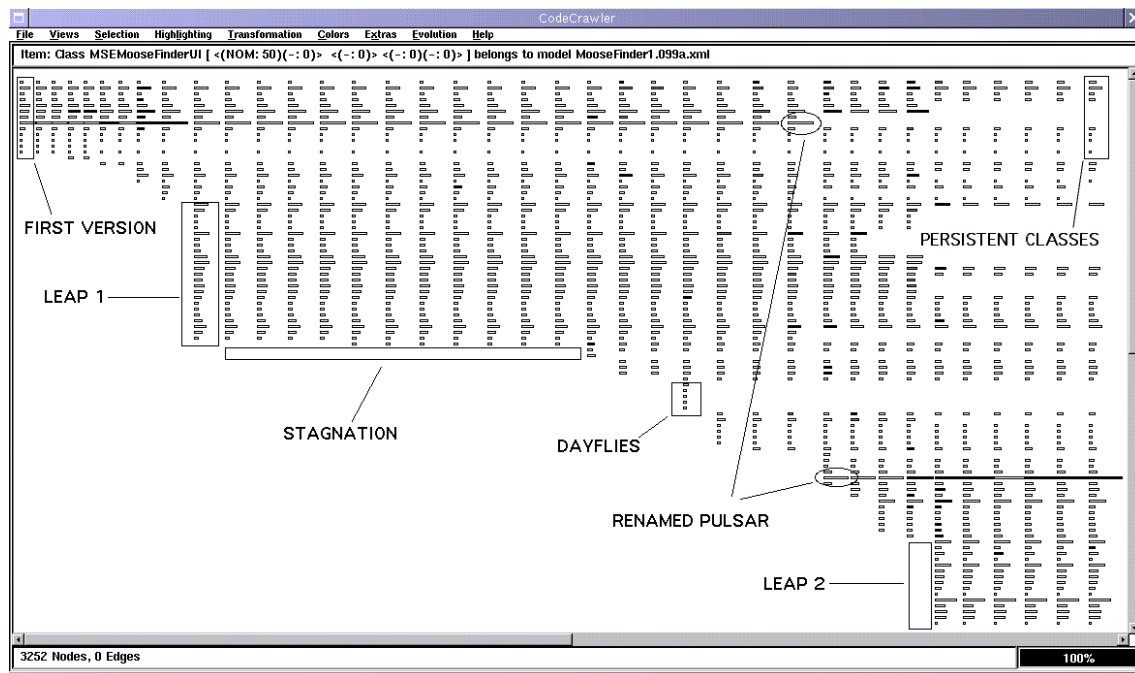 CodeCrawler
File Views Selection Highlighting Transformation Colors Extras Evolution Help
Item: Class MSEMooseFinderUI [ <(NOM: 50)(-: 0)> <(-: 0)> <(-: 0)(-: 0)> ] belongs to model MooseFinder1.099a.xml
FIRST VERSION
PERSISTENT CLASSES
LEAP 1
STAGNATION
DAYFLIES
RENAMED PULSAR
LEAP 2
3252 Nodes, 0 Edges
100%